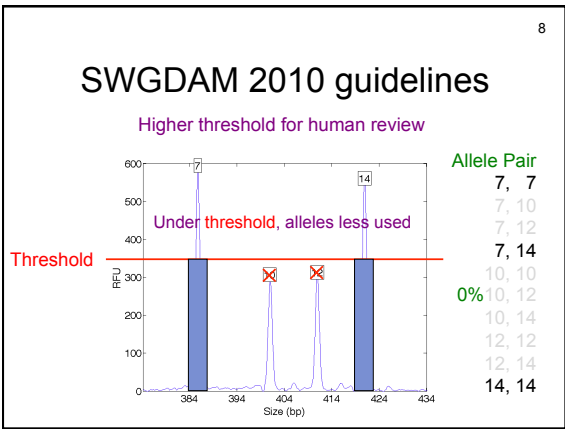 8
SWGDAM 2010 guidelines
Higher threshold for human review
600
500
400
300
200
100
0
RFU
7
14
10
12
Under threshold, alleles less used
Threshold
384 394 404 414 424 434
Size (bp)
Allele Pair
7, 7
7, 10
7, 12
7, 14
10, 10
0% 10, 12
10, 14
12, 12
12, 14
14, 14